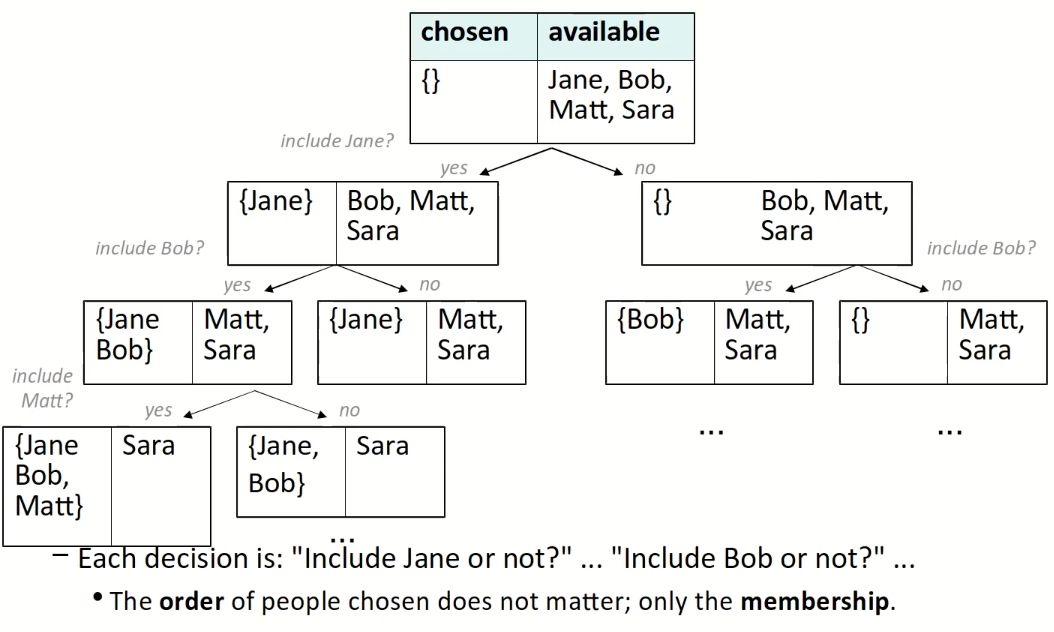 chosen available
{} Jane, Bob,
Matt, Sara
include Jane?
yes no
{Jane} Bob, Matt,
Sara
{} Bob, Matt,
Sara
include Bob?
include Bob?
yes no
yes no
{Jane
Bob}
Matt,
Sara
{Jane} Matt,
Sara
{Bob} Matt,
Sara
{} Matt,
Sara
include
Matt?
yes no
... ...
{Jane
Bob,
Matt}
Sara
{Jane,
Bob}
Sara
...
– Each decision is: "Include Jane or not?" ... "Include Bob or not?" ...
• The order of people chosen does not matter; only the membership.